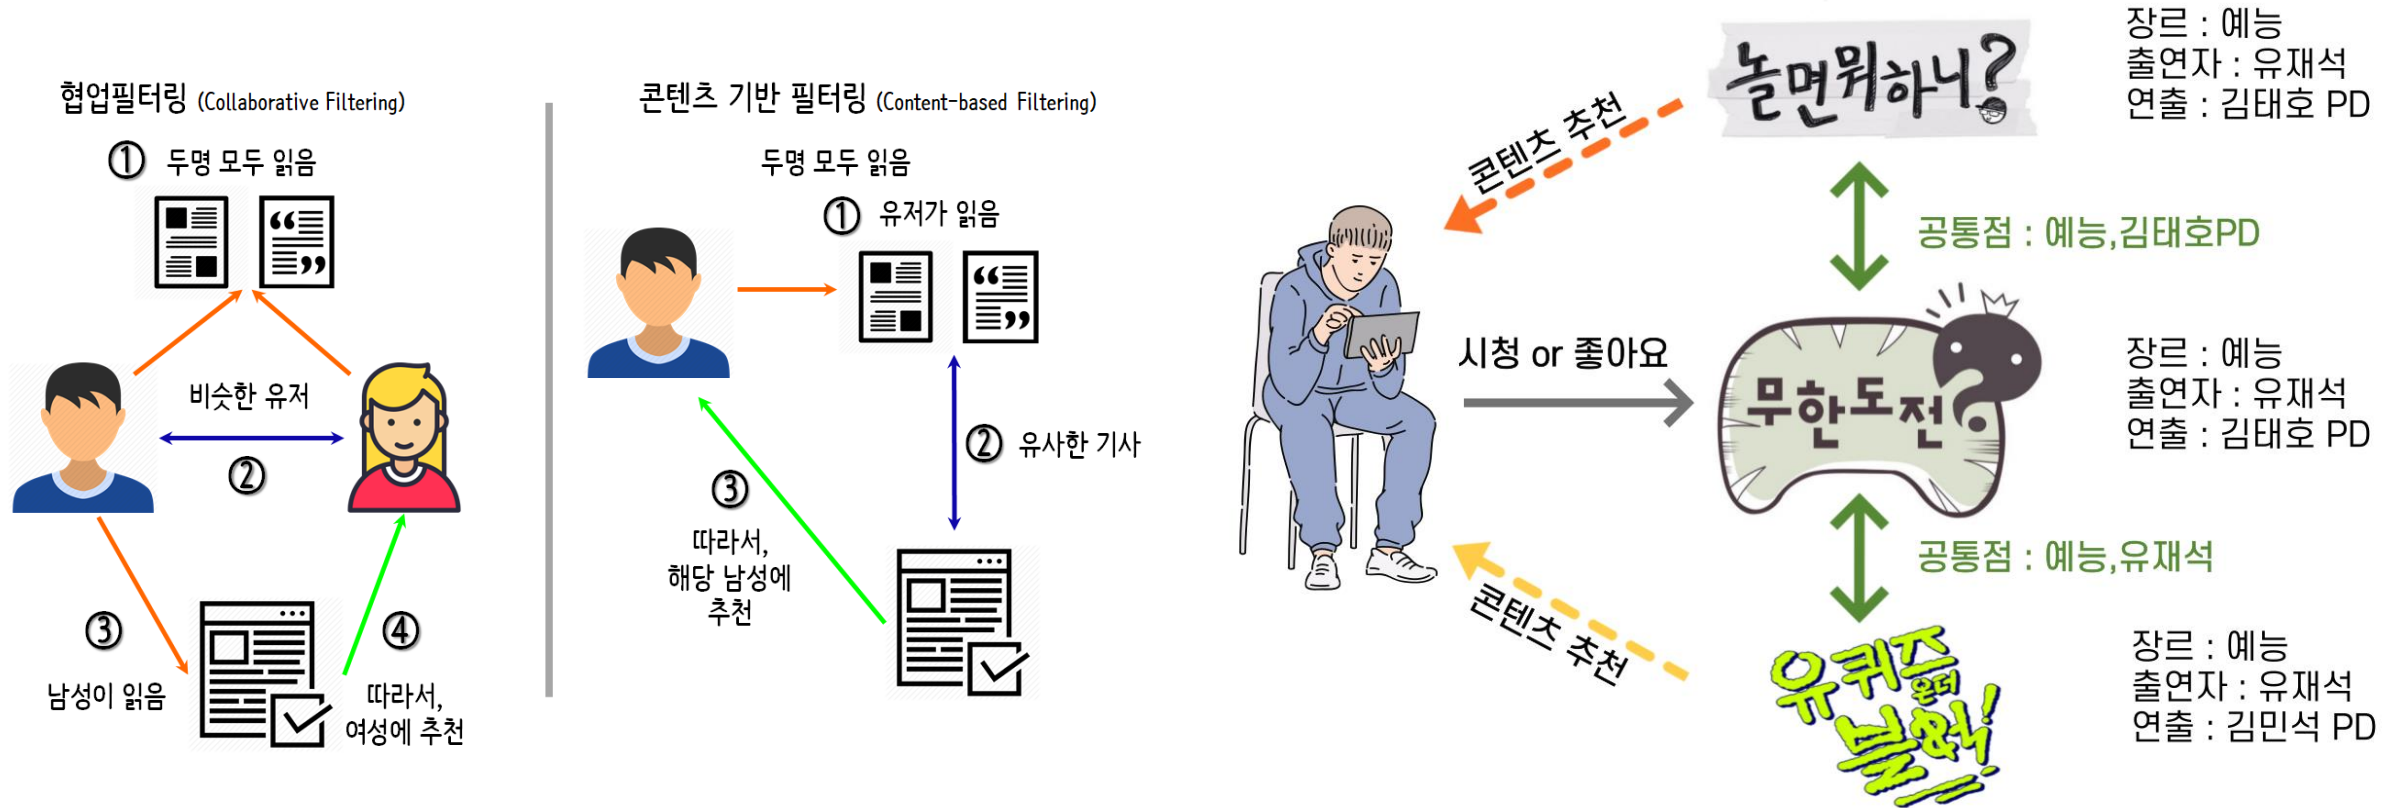 협업필터링 (Collaborative Filtering)
① 두명 모두 읽음
비슷한 유저
②
③
남성이 읽음
④
따라서,
여성에 추천
콘텐츠 기반 필터링 (Content-based Filtering)
두명 모두 읽음
① 유저가 읽음
② 유사한 기사
③
따라서,
해당 남성에
추천
콘텐츠 추천
시청 or 좋아요
콘텐츠 추천
놀면뭐하니?
장르 : 예능
출연자 : 유재석
연출 : 김태호 PD
공통점 : 예능,김태호PD
무한도전
장르 : 예능
출연자 : 유재석
연출 : 김태호 PD
공통점 : 예능,유재석
유퀴즈
온더
블럭!
장르 : 예능
출연자 : 유재석
연출 : 김민석 PD